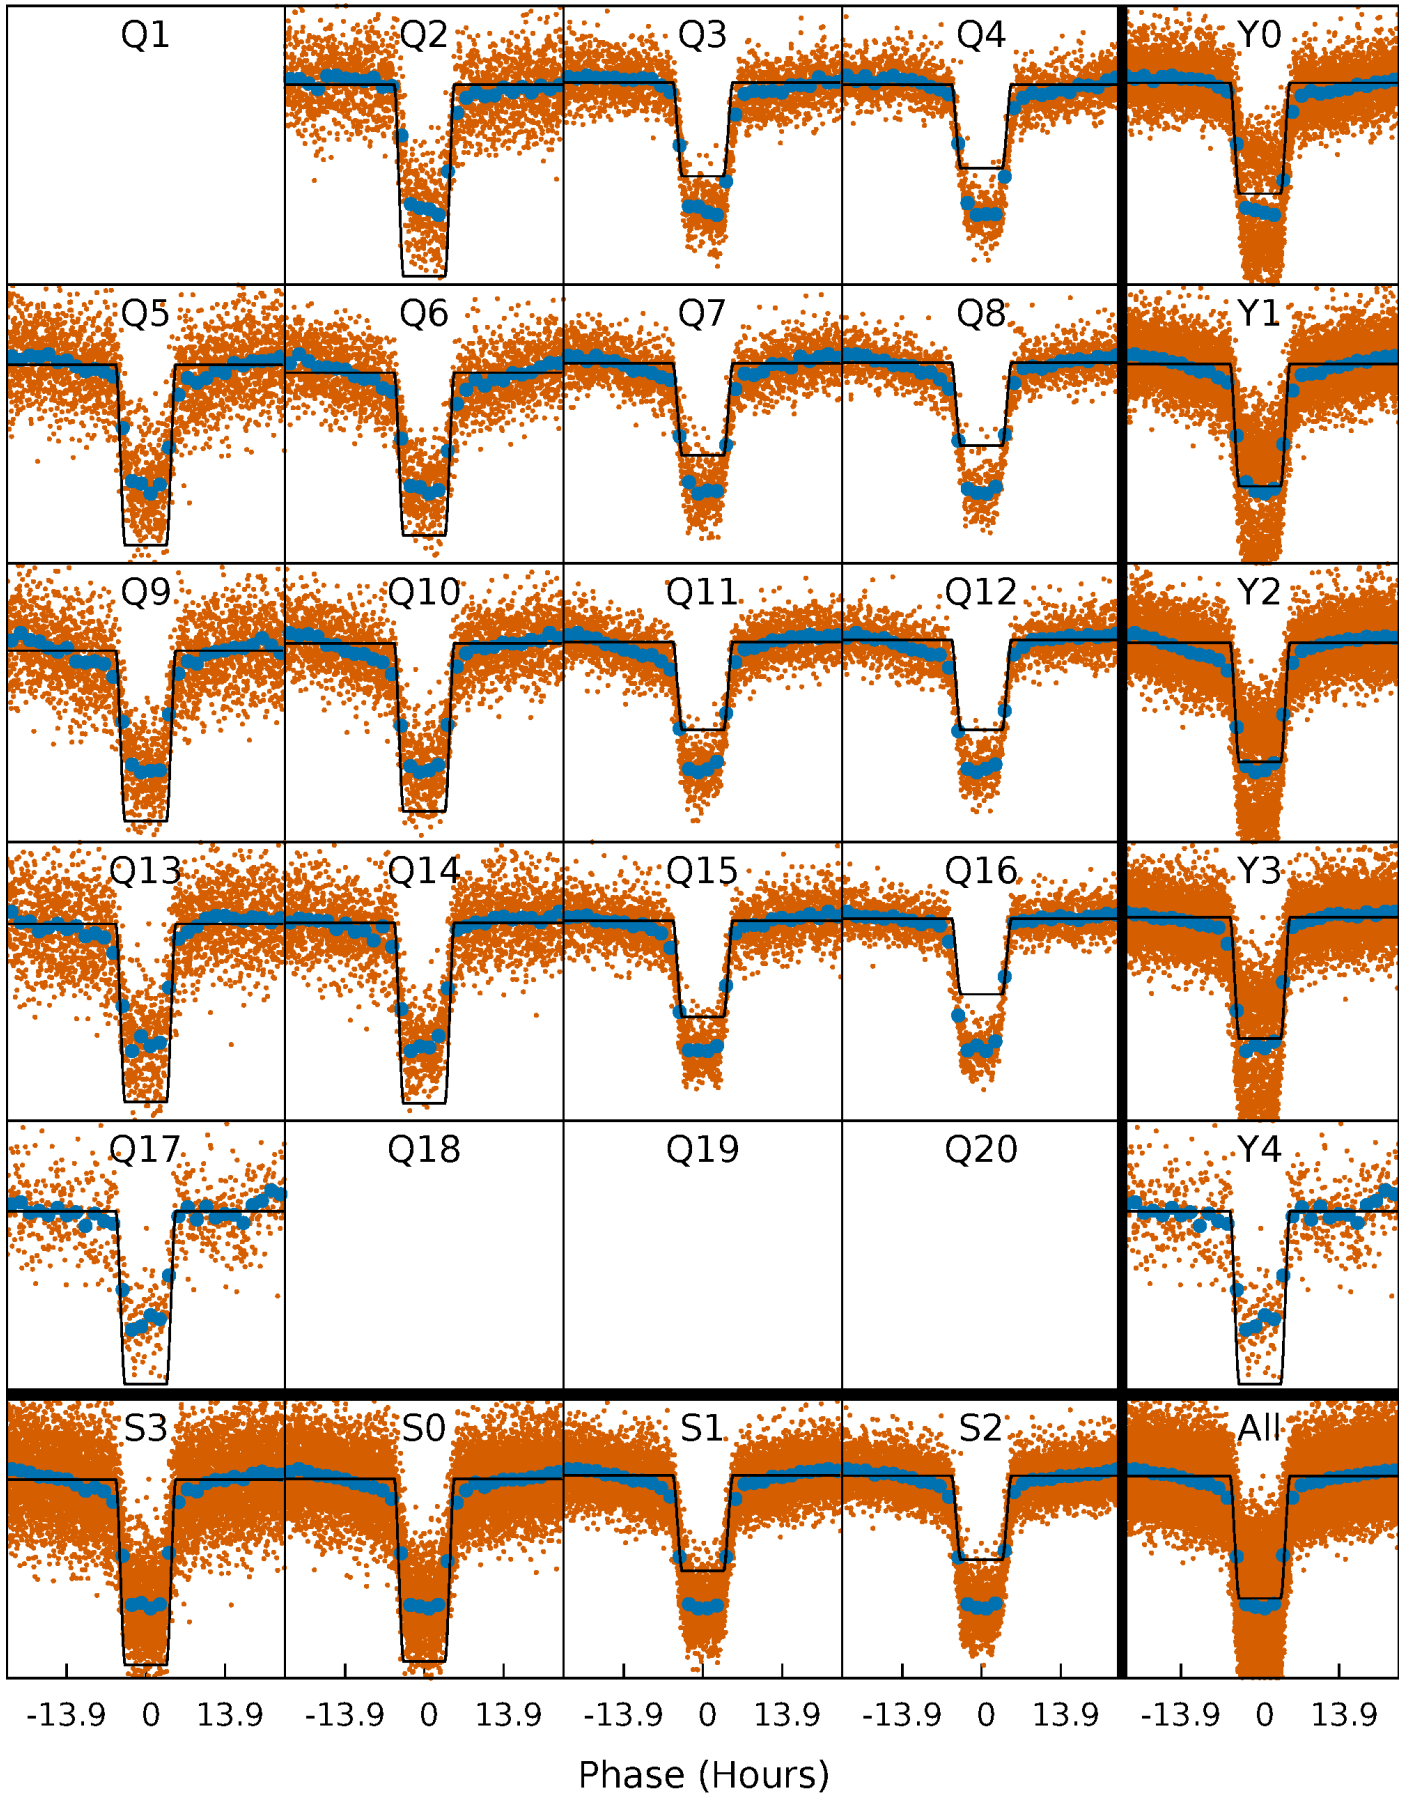 Q1 Q2 Q3 Q4 Y0
Q5 Q6 Q7 Q8 Y1
Q9 Q10 Q11 Q12 Y2
Q13 Q14 Q15 Q16 Y3
Q17 Q18 Q19 Q20 Y4
S3 S0 S1 S2 All
-13.9 0 13.9 -13.9 0 13.9 -13.9 0 13.9 -13.9 0 13.9 -13.9 0 13.9
Phase (Hours)